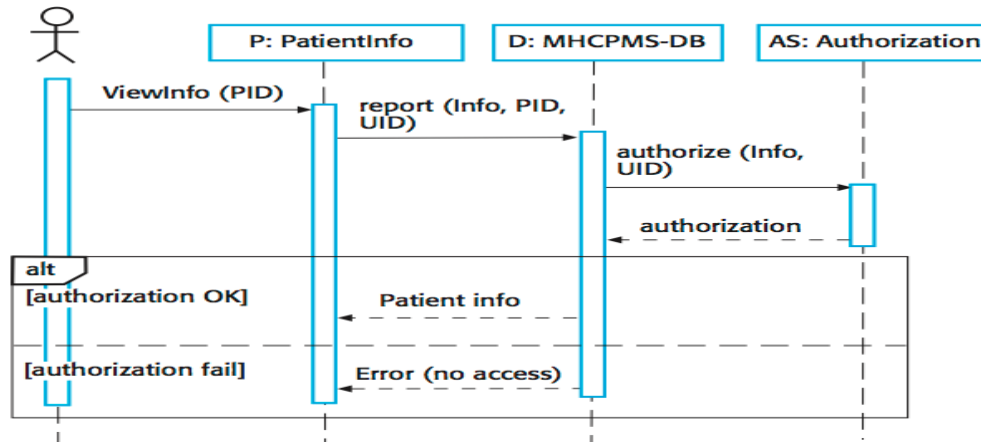 P: PatientInfo
D: MHCPMS-DB
AS: Authorization
ViewInfo (PID)
report (Info, PID,
UID)
authorize (Info,
UID)
authorization
alt
[authorization OK]
Patient info
[authorization fail]
Error (no access)